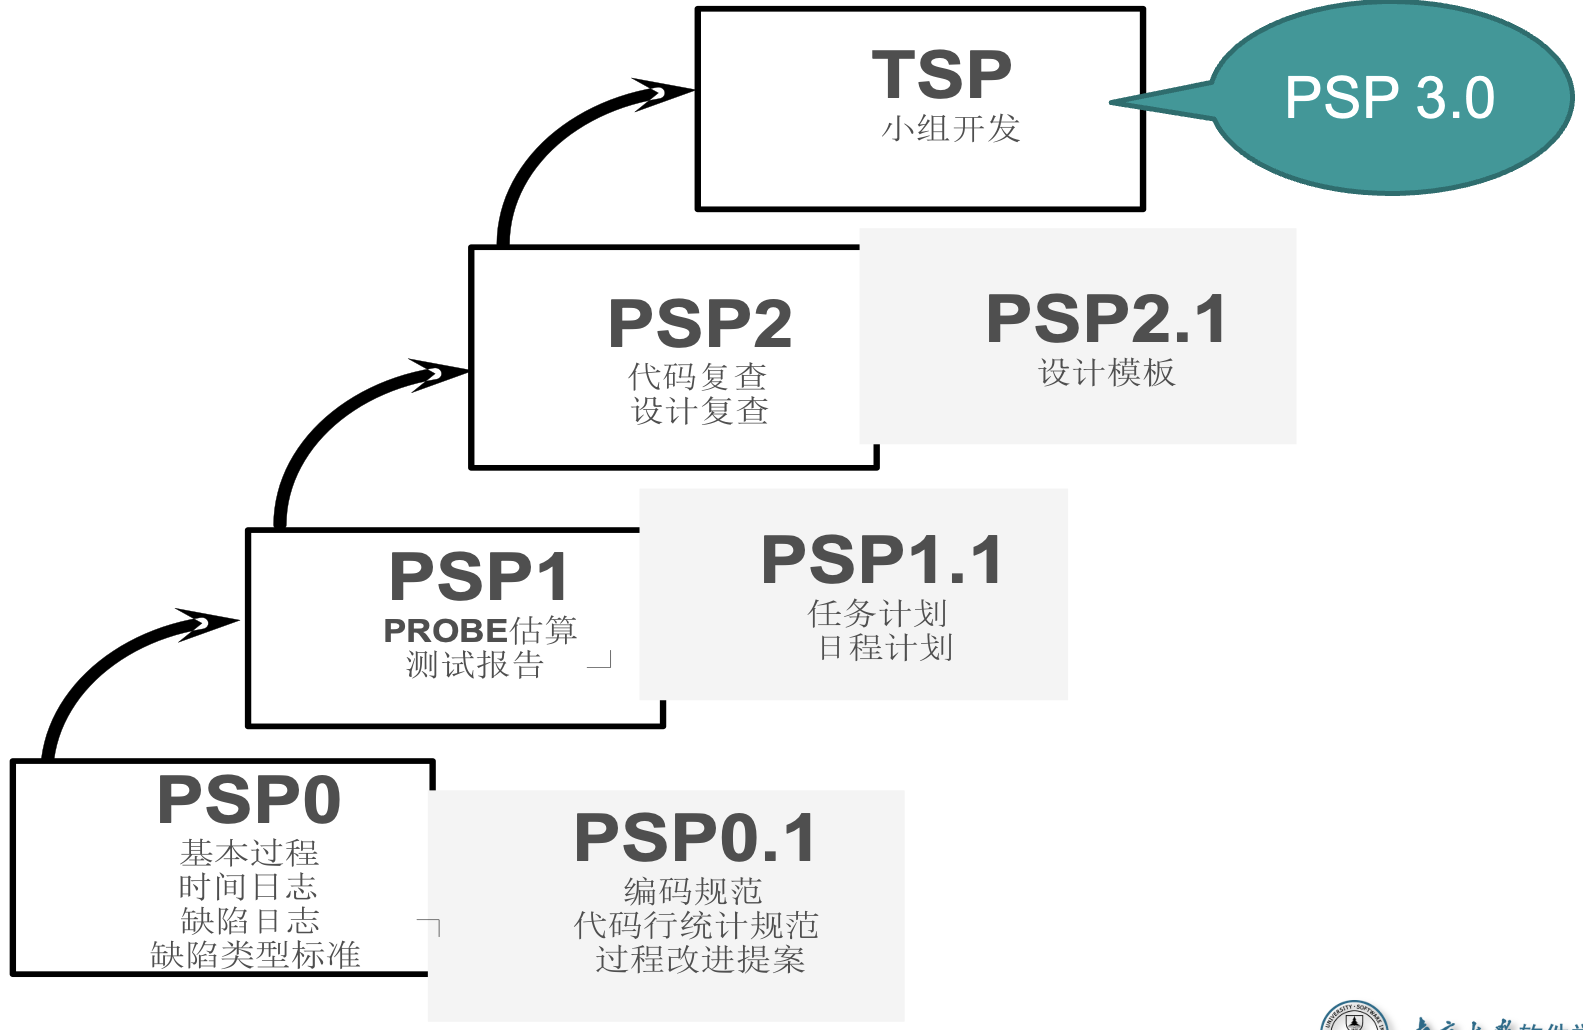 TSP
小组开发
PSP 3.0
PSP2
代码复查
设计复查
PSP2.1
设计模板
PSP1
PROBE估算
测试报告
PSP1.1
任务计划
日程计划
PSP0
基本过程
时间日志
缺陷日志
缺陷类型标准
PSP0.1
编码规范
代码行统计规范
过程改进提案